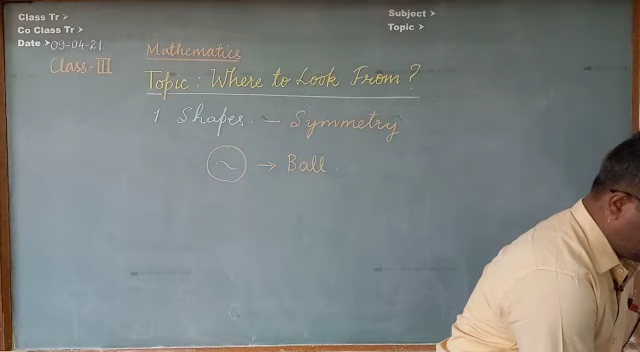 Class Tr >
Subject >
Co Class Tr >
Topic >
Date > 09-04-21
Mathematics
Class-III
Topic : Where to Look From ?
1 Shapes. — Symmetry
→ Ball.